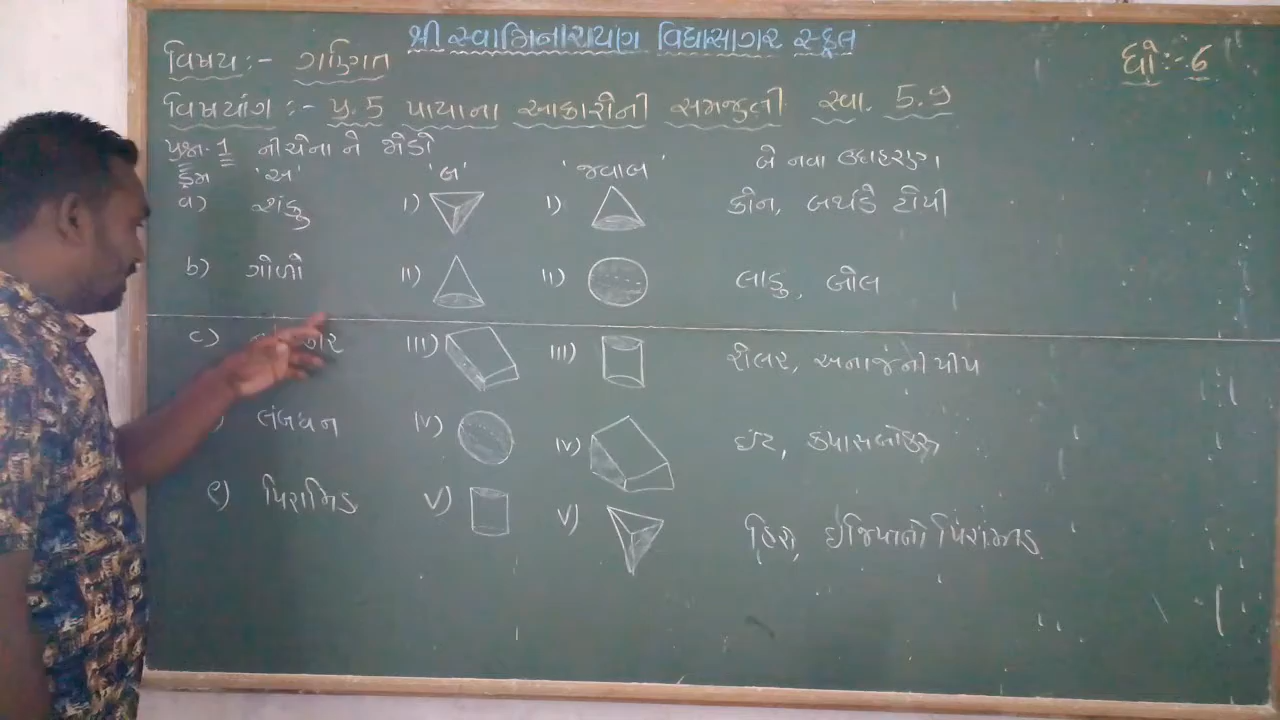 શ્રી સ્વામિનારાયણ વિદ્યાસાગર સ્કૂલ
વિષય:- ગણિત ધો:-6
વિષયાંગ :- પ્ર.5 પાયાના આકારોની સમજુતી સ્વા. 5.9
પ્રશ્ન-1 નીચેના ને જોડો
ક્રમ 'અ' 'બ' 'જવાબ' બે નવા ઉદાહરણ
a) શંકુ I) I) કોન, બર્થડે ટોપી
b) ગોળો II) II) લાડુ, બોલ
c) III) III) રોલર, અનાજની પીપ
લંબઘન IV) IV) ઈંટ, કંપાસબોક્ષ
e) પિરામિડ V) V) હિરો, ઇજિપ્તનો પિરામિડ